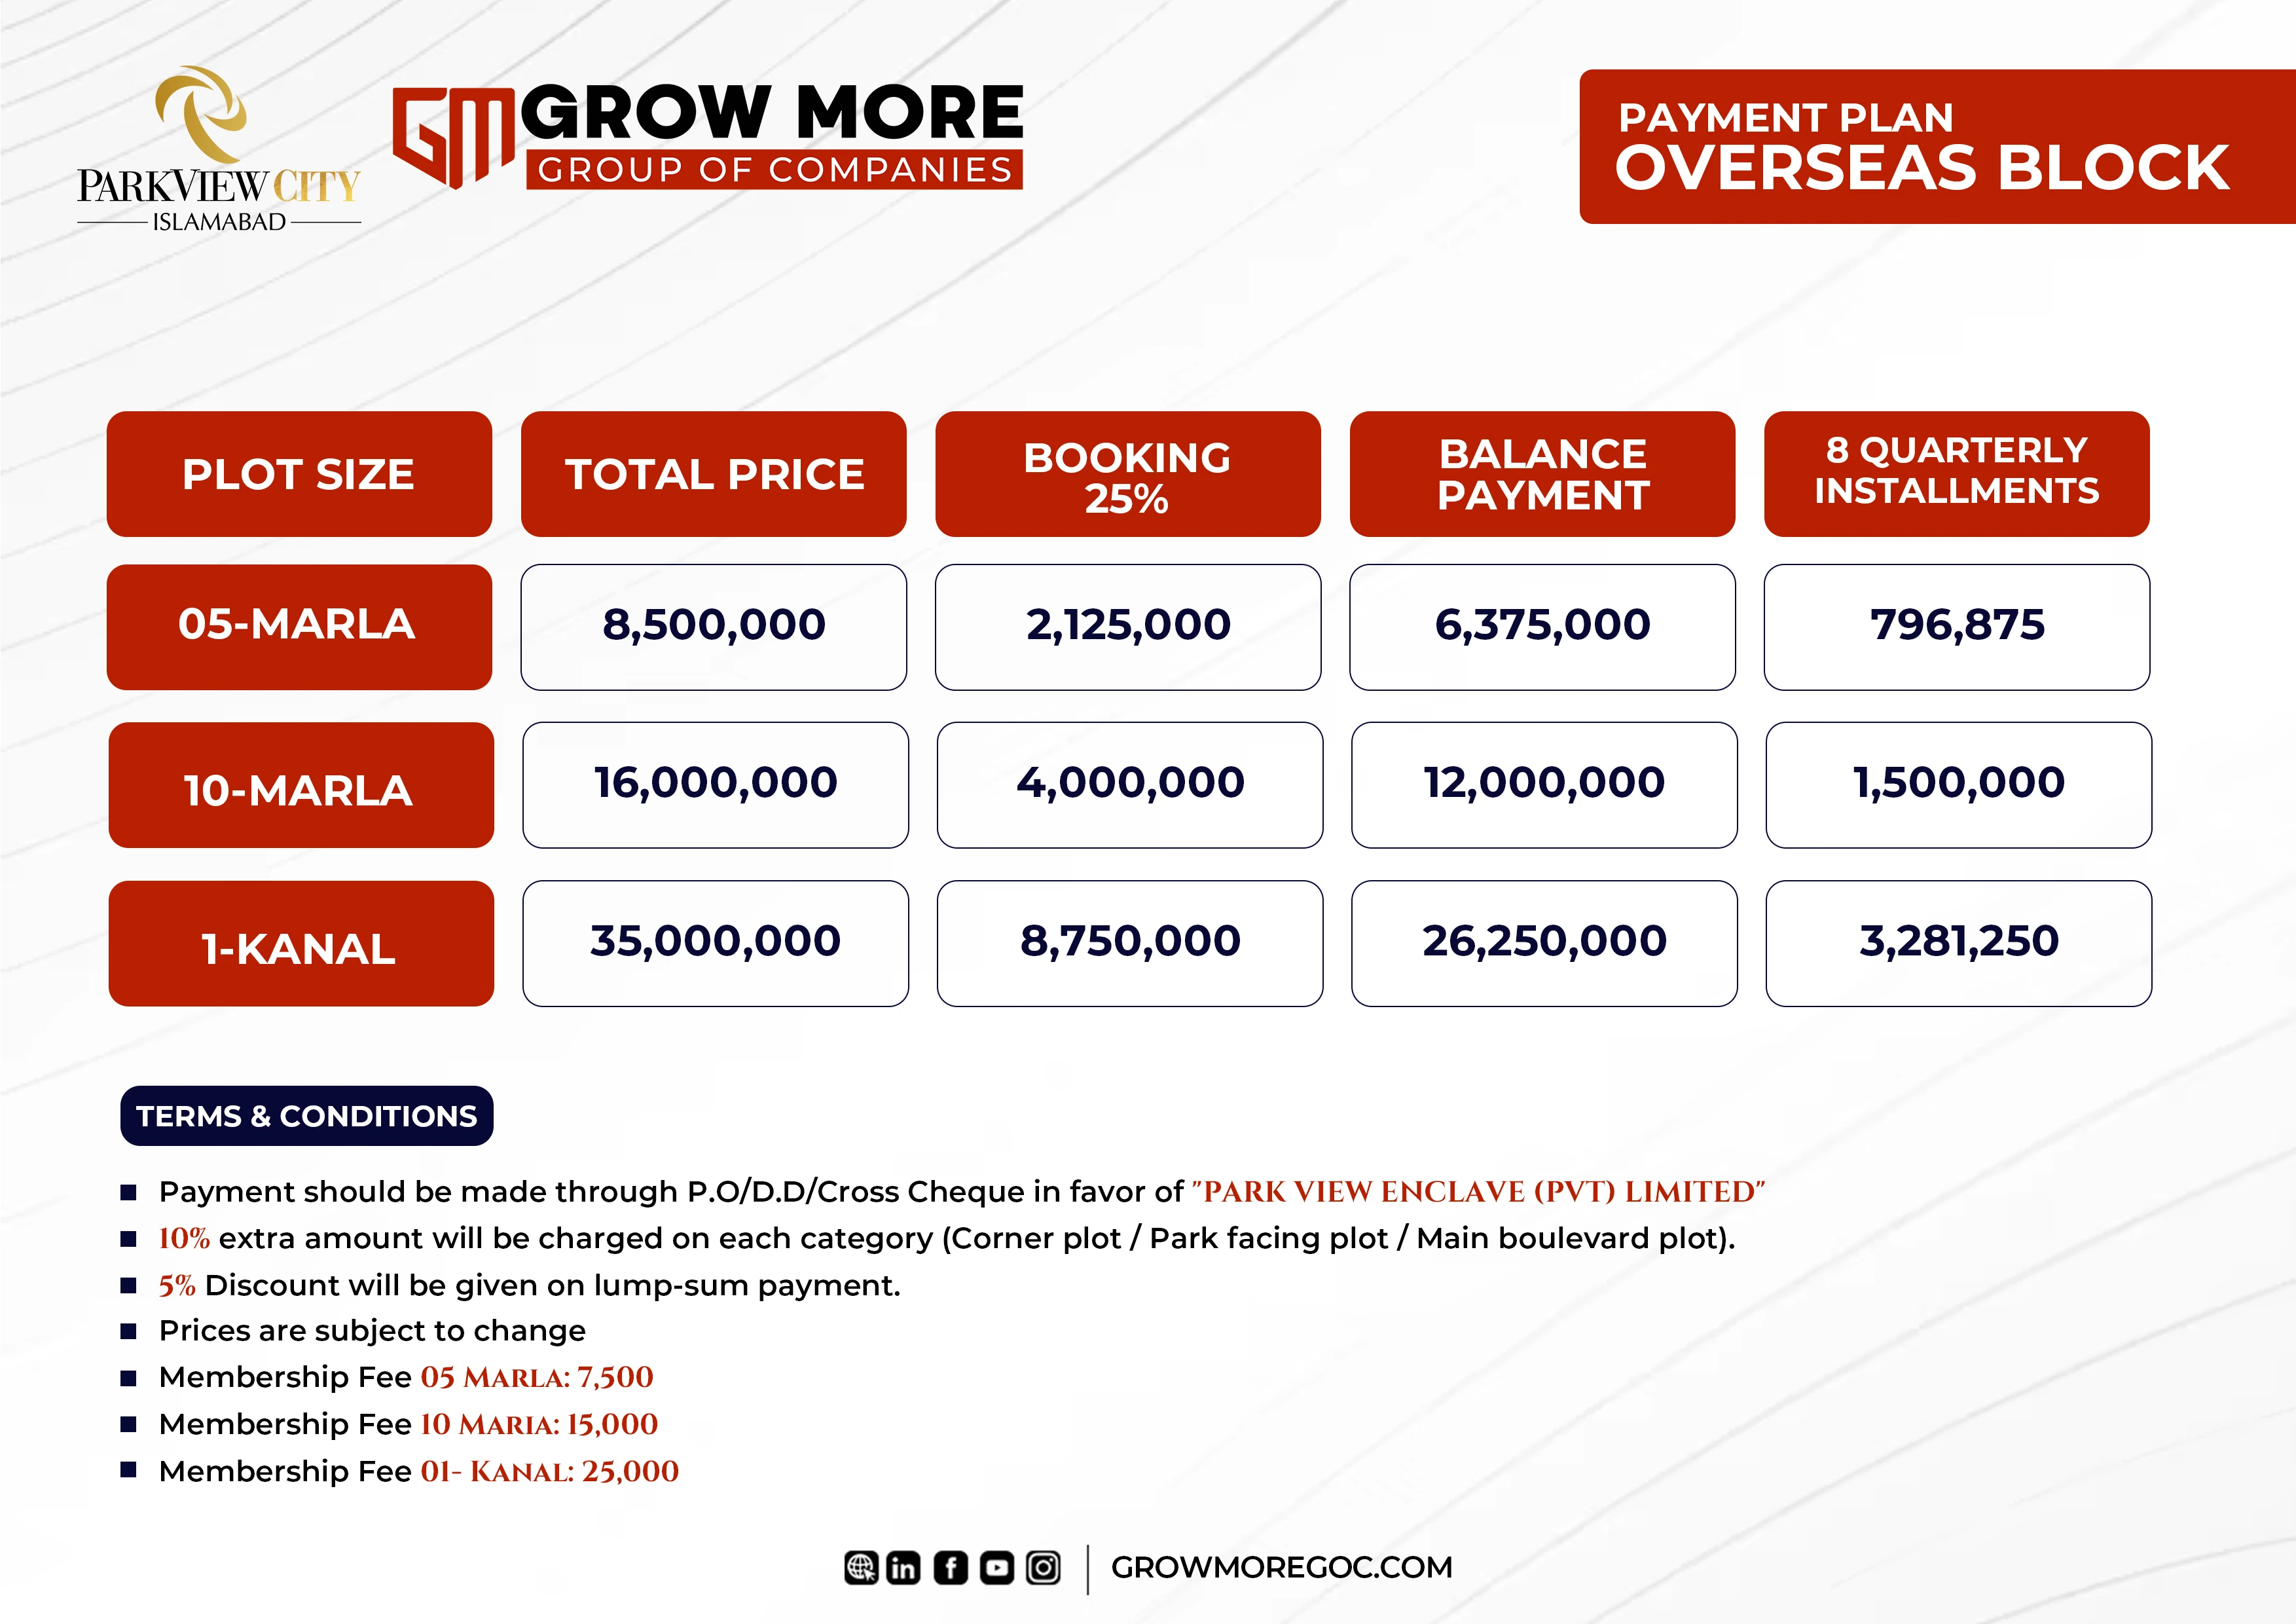 PARKVIEW CITY
ISLAMABAD
GM GROW MORE
GROUP OF COMPANIES
PAYMENT PLAN
OVERSEAS BLOCK
PLOT SIZE
TOTAL PRICE
BOOKING
25%
BALANCE
PAYMENT
8 QUARTERLY
INSTALLMENTS
05-MARLA 8,500,000 2,125,000 6,375,000 796,875
10-MARLA 16,000,000 4,000,000 12,000,000 1,500,000
1-KANAL 35,000,000 8,750,000 26,250,000 3,281,250
TERMS & CONDITIONS
Payment should be made through P.O/D.D/Cross Cheque in favor of "PARK VIEW ENCLAVE (PVT) LIMITED"
10% extra amount will be charged on each category (Corner plot / Park facing plot / Main boulevard plot).
5% Discount will be given on lump-sum payment.
Prices are subject to change
Membership Fee 05 Marla: 7,500
Membership Fee 10 Maria: 15,000
Membership Fee 01- Kanal: 25,000
in f GROWMOREGOC.COM